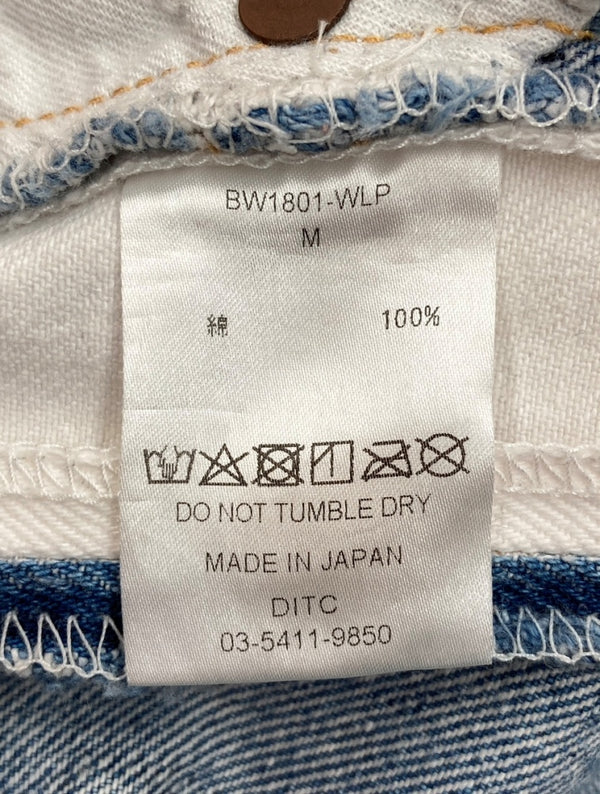 BW1801-WLP
M
綿 100%
DO NOT TUMBLE DRY
MADE IN JAPAN
DITC
03-5411-9850